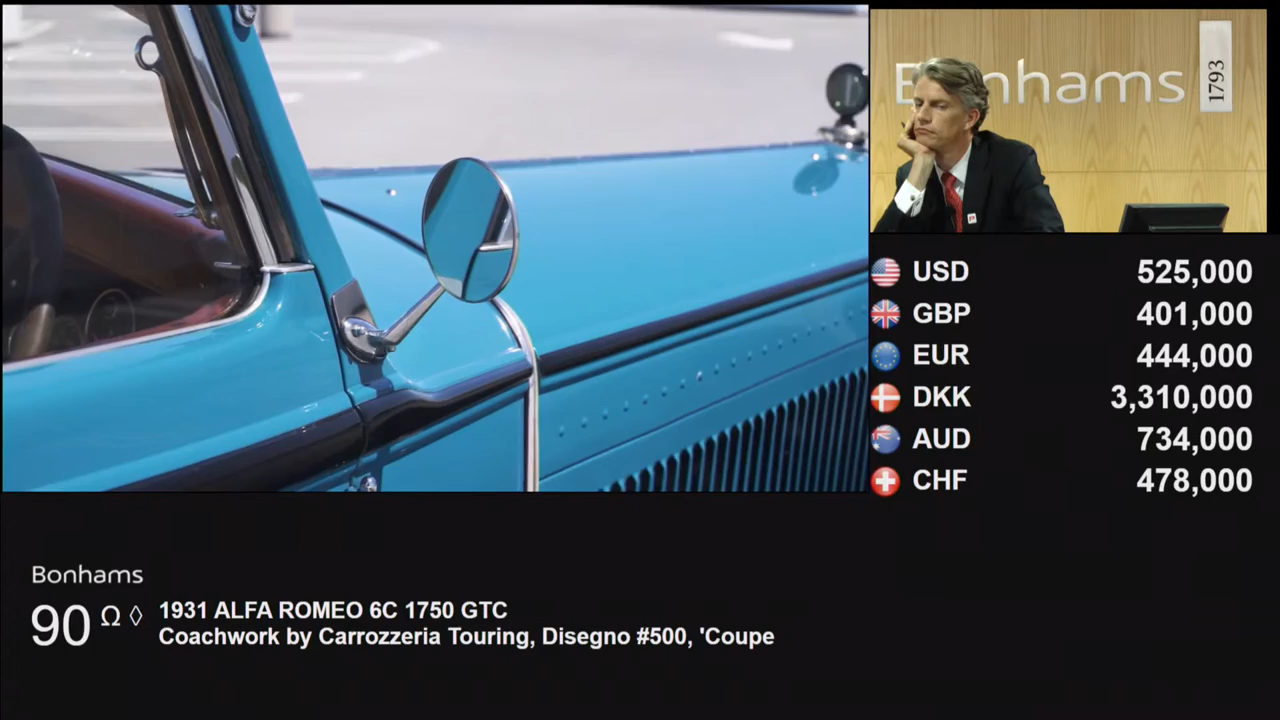 Bonhams
1793
USD 525,000
GBP 401,000
EUR 444,000
DKK 3,310,000
AUD 734,000
CHF 478,000
Bonhams
90 Ω ◊
1931 ALFA ROMEO 6C 1750 GTC
Coachwork by Carrozzeria Touring, Disegno #500, 'Coupe